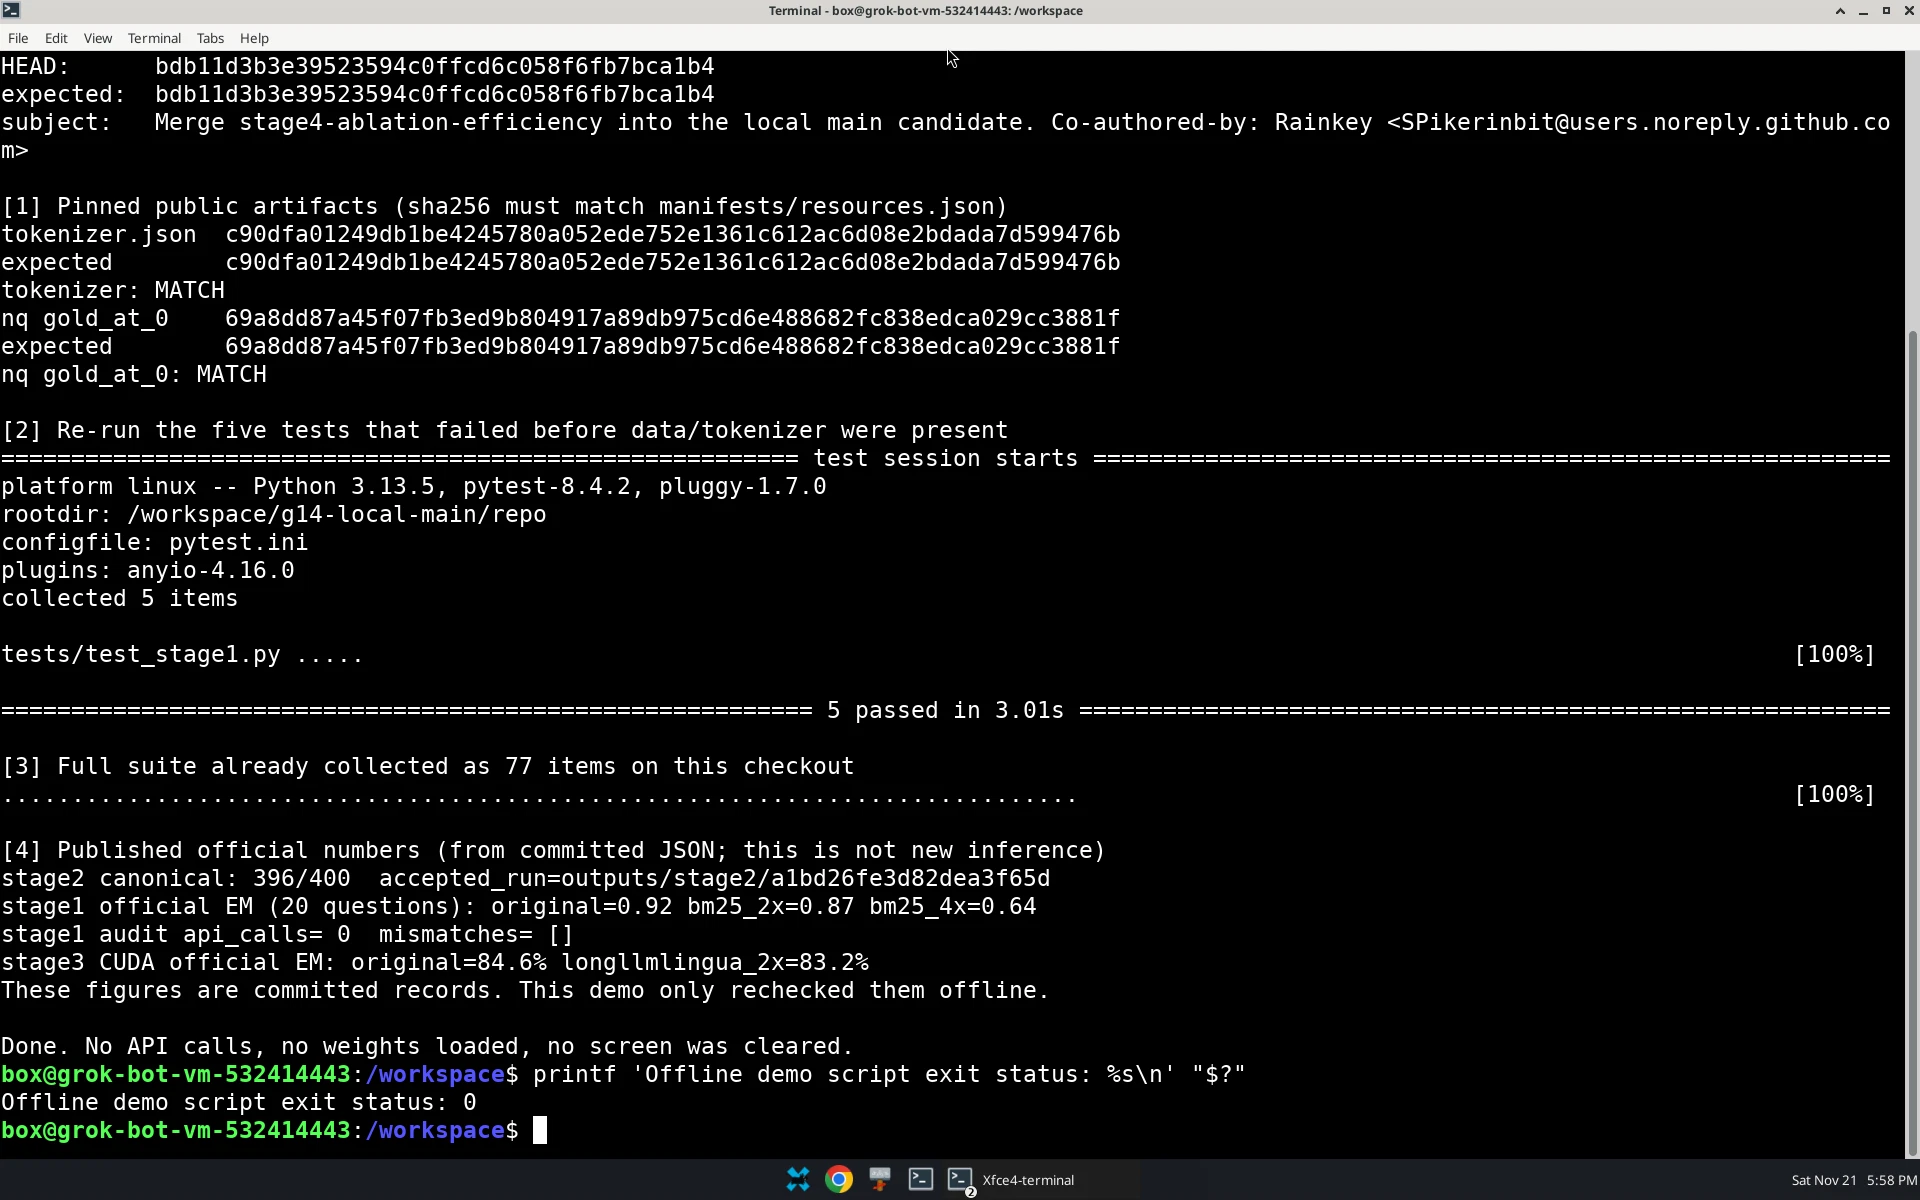 Terminal - box@grok-bot-vm-532414443: /workspace
File Edit View Terminal Tabs Help
HEAD:      bdb11d3b3e39523594c0ffcd6c058f6fb7bca1b4
expected:  bdb11d3b3e39523594c0ffcd6c058f6fb7bca1b4
subject:   Merge stage4-ablation-efficiency into the local main candidate. Co-authored-by: Rainkey <SPikerinbit@users.noreply.github.co
m>
[1] Pinned public artifacts (sha256 must match manifests/resources.json)
tokenizer.json  c90dfa01249db1be4245780a052ede752e1361c612ac6d08e2bdada7d599476b
expected        c90dfa01249db1be4245780a052ede752e1361c612ac6d08e2bdada7d599476b
tokenizer: MATCH
nq gold_at_0    69a8dd87a45f07fb3ed9b804917a89db975cd6e488682fc838edca029cc3881f
expected        69a8dd87a45f07fb3ed9b804917a89db975cd6e488682fc838edca029cc3881f
nq gold_at_0: MATCH
[2] Re-run the five tests that failed before data/tokenizer were present
========================================================= test session starts =========================================================
platform linux -- Python 3.13.5, pytest-8.4.2, pluggy-1.7.0
rootdir: /workspace/g14-local-main/repo
configfile: pytest.ini
plugins: anyio-4.16.0
collected 5 items
tests/test_stage1.py .....                                                                                                      [100%]
========================================================== 5 passed in 3.01s ==========================================================
[3] Full suite already collected as 77 items on this checkout
.............................................................................                                                   [100%]
[4] Published official numbers (from committed JSON; this is not new inference)
stage2 canonical: 396/400  accepted_run=outputs/stage2/a1bd26fe3d82dea3f65d
stage1 official EM (20 questions): original=0.92 bm25_2x=0.87 bm25_4x=0.64
stage1 audit api_calls= 0  mismatches= []
stage3 CUDA official EM: original=84.6% longllmlingua_2x=83.2%
These figures are committed records. This demo only rechecked them offline.
Done. No API calls, no weights loaded, no screen was cleared.
box@grok-bot-vm-532414443:/workspace$ printf 'Offline demo script exit status: %s\n' "$?"
Offline demo script exit status: 0
box@grok-bot-vm-532414443:/workspace$
2 Xfce4-terminal
Sat Nov 21 5:58 PM